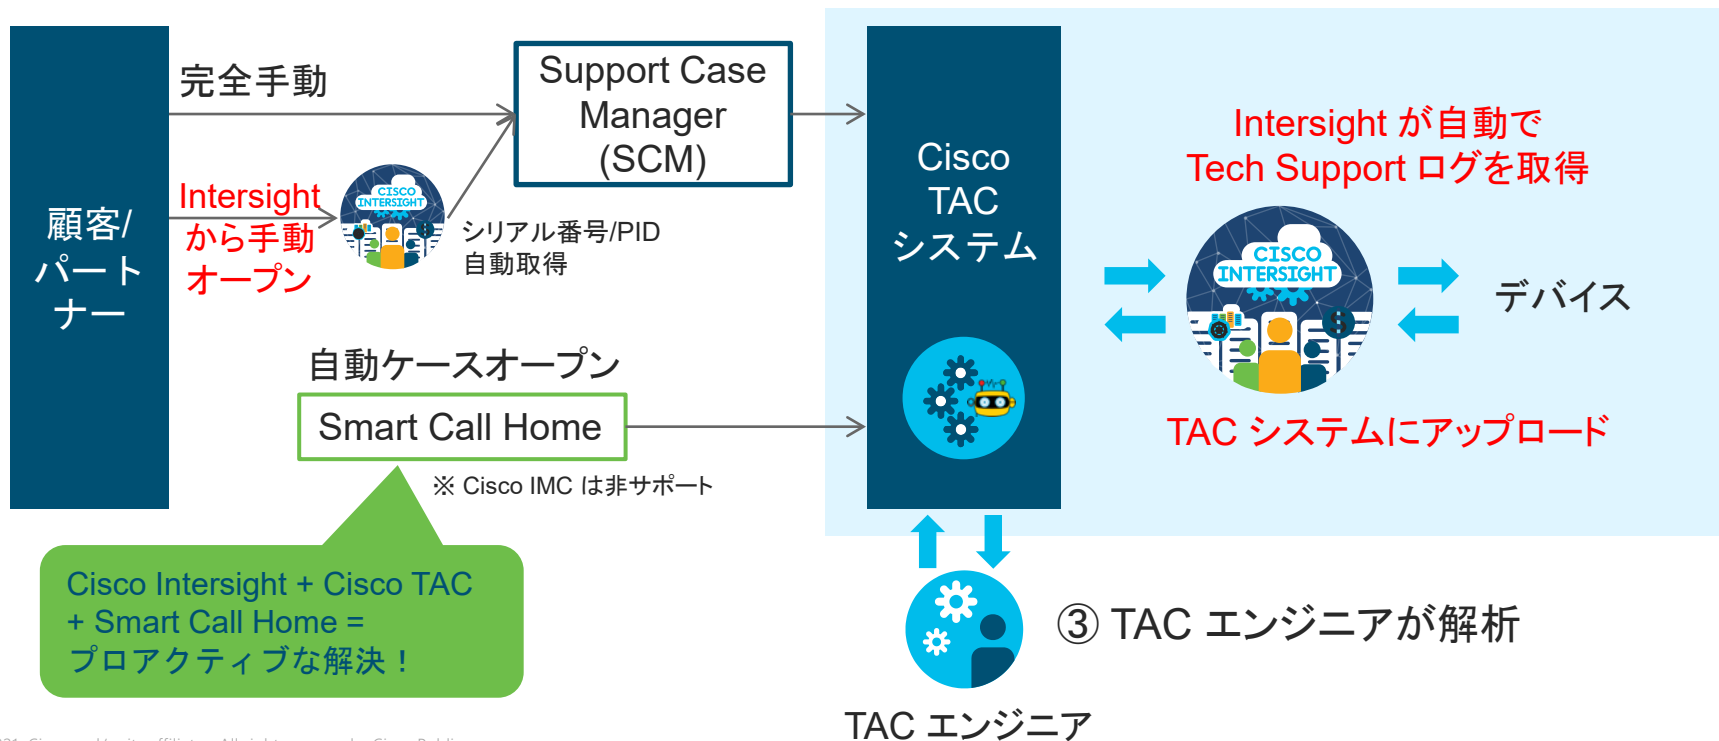 完全手動
Support Case
Manager
(SCM)
Intersight
から手動
オープン
CISCO
INTERSIGHT
シリアル番号/PID
自動取得
顧客/
パート
ナー
自動ケースオープン
Smart Call Home
※ Cisco IMC は非サポート
Cisco Intersight + Cisco TAC
+ Smart Call Home =
プロアクティブな解決！
Cisco
TAC
システム
Intersight が自動で
Tech Support ログを取得
CISCO
INTERSIGHT
$
デバイス
TAC システムにアップロード
③ TAC エンジニアが解析
TAC エンジニア